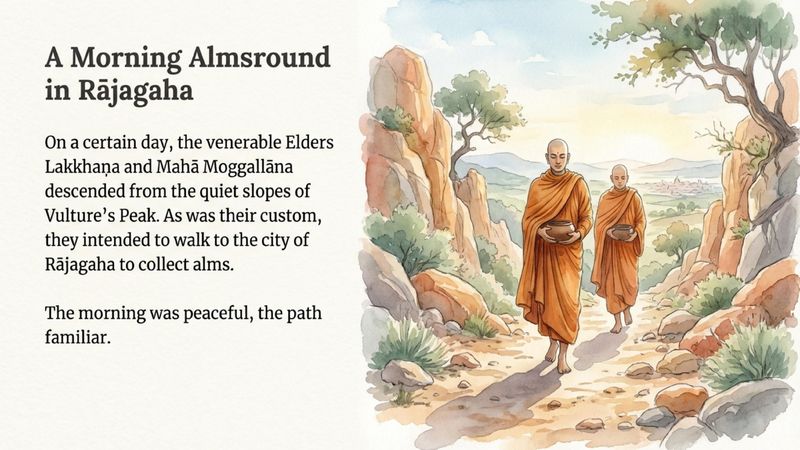 A Morning Almsround
in Rājagaha
On a certain day, the venerable Elders
Lakkhaṇa and Mahā Moggallāna
descended from the quiet slopes of
Vulture’s Peak. As was their custom,
they intended to walk to the city of
Rājagaha to collect alms.
The morning was peaceful, the path
familiar.